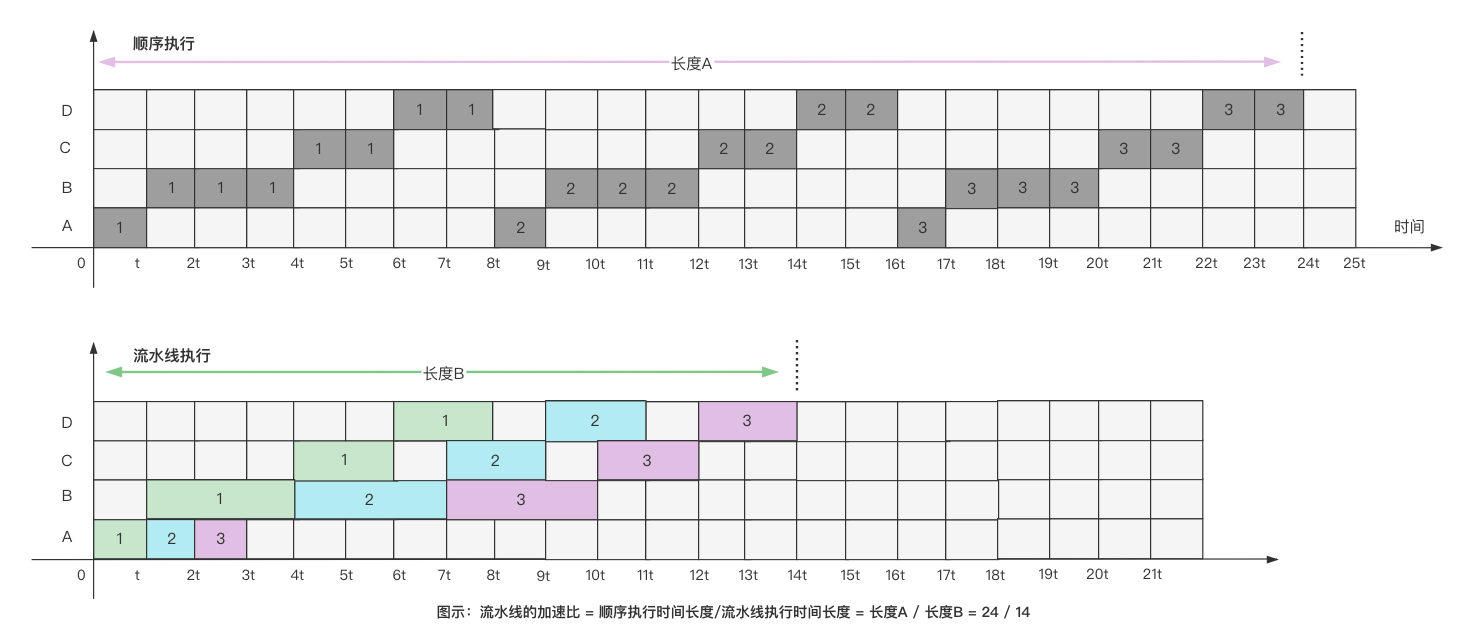 顺序执行
长度A
D 1 1 2 2 3 3
C 1 1 2 2 3 3
B 1 1 1 2 2 2 3 3 3
A 1 2 3 时间
0 t 2t 3t 4t 5t 6t 7t 8t 9t 10t 11t 12t 13t 14t 15t 16t 17t 18t 19t 20t 21t 22t 23t 24t 25t
流水线执行
长度B
D 1 2 3
C 1 2 3
B 1 2 3
A 1 2 3
0 t 2t 3t 4t 5t 6t 7t 8t 9t 10t 11t 12t 13t 14t 15t 16t 17t 18t 19t 20t 21t
图示：流水线的加速比 = 顺序执行时间长度/流水线执行时间长度 = 长度A / 长度B = 24 / 14